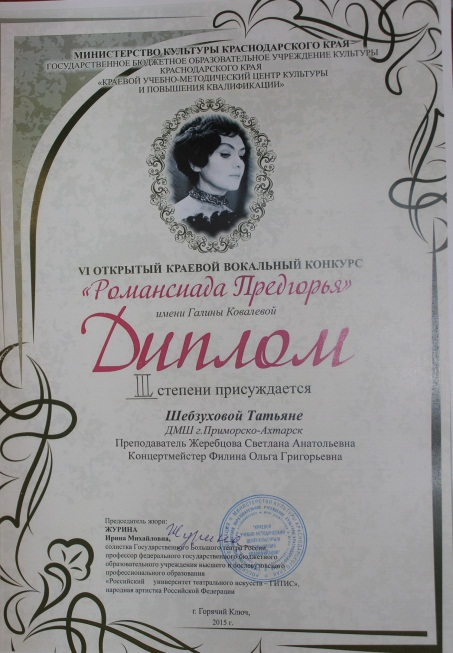 МИНИСТЕРСТВО КУЛЬТУРЫ КРАСНОДАРСКОГО КРАЯ
ГОСУДАРСТВЕННОЕ БЮДЖЕТНОЕ ОБРАЗОВАТЕЛЬНОЕ УЧРЕЖДЕНИЕ КУЛЬТУРЫ
КРАСНОДАРСКОГО КРАЯ
«КРАЕВОЙ УЧЕБНО-МЕТОДИЧЕСКИЙ ЦЕНТР КУЛЬТУРЫ
И ПОВЫШЕНИЯ КВАЛИФИКАЦИИ»
VI ОТКРЫТЫЙ КРАЕВОЙ ВОКАЛЬНЫЙ КОНКУРС
«Романсиада Предгорья»
имени Галины Ковалевой
Диплом
III степени присуждается
Шебзуховой Татьяне
ДМШ г.Приморско-Ахтарск
Преподаватель Жеребцова Светлана Анатольевна
Концертмейстер Филина Ольга Григорьевна
Председатель жюри:
ЖУРИНА
Ирина Михайловна,
солистка Государственного Большого театра России
профессор федерального государственного бюджетного
образовательного учреждения высшего и послевузовского
профессионального образования
«Российский университет театрального искусств – ГИТИС»,
народная артистка Российской Федерации
г. Горячий Ключ,
2015 г.